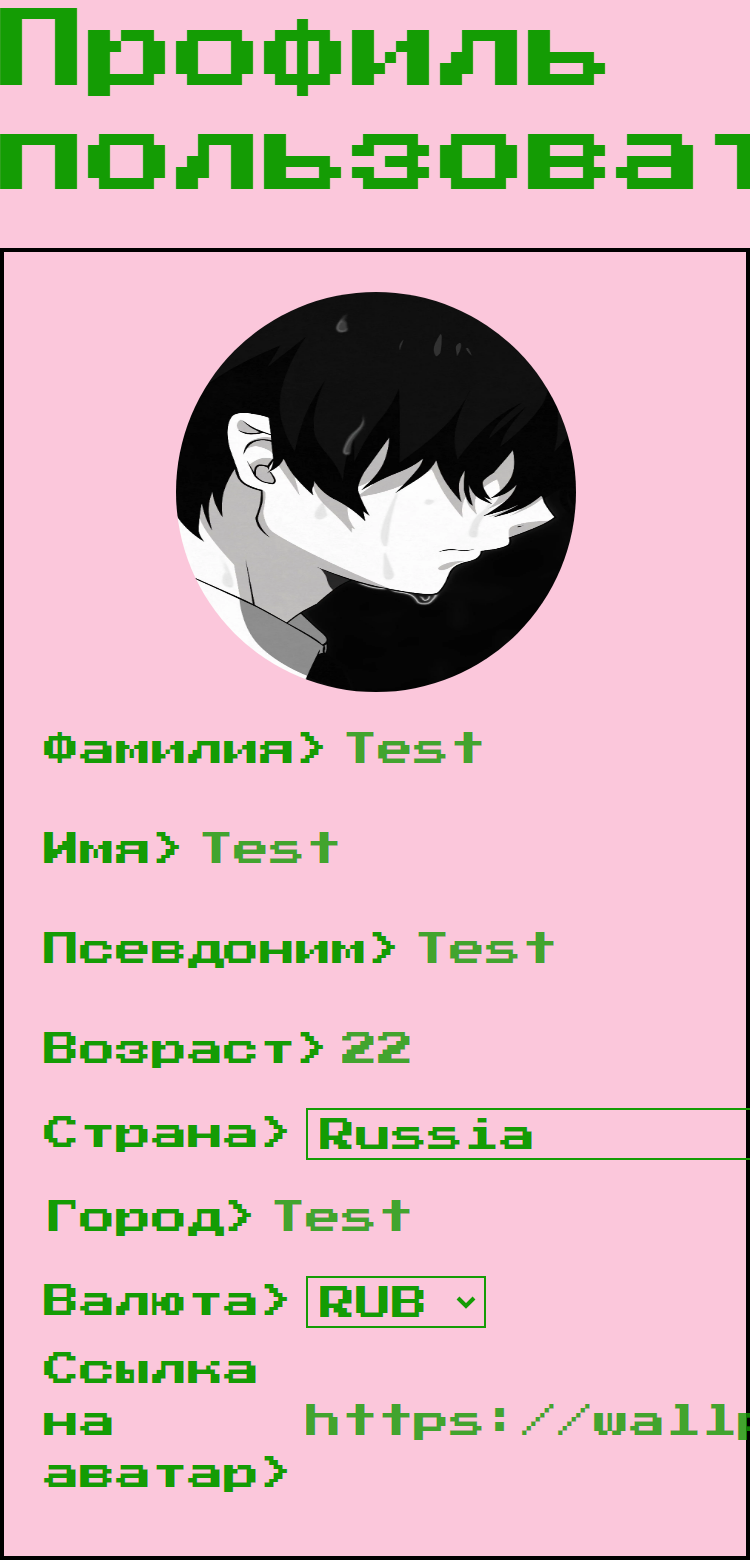 Профиль
пользоват
Фамилия> Test
Имя> Test
Псевдоним> Test
Возраст> 22
Страна> Russia
Город> Test
Валюта> RUB
Ссылка
на
аватар> https://wallp